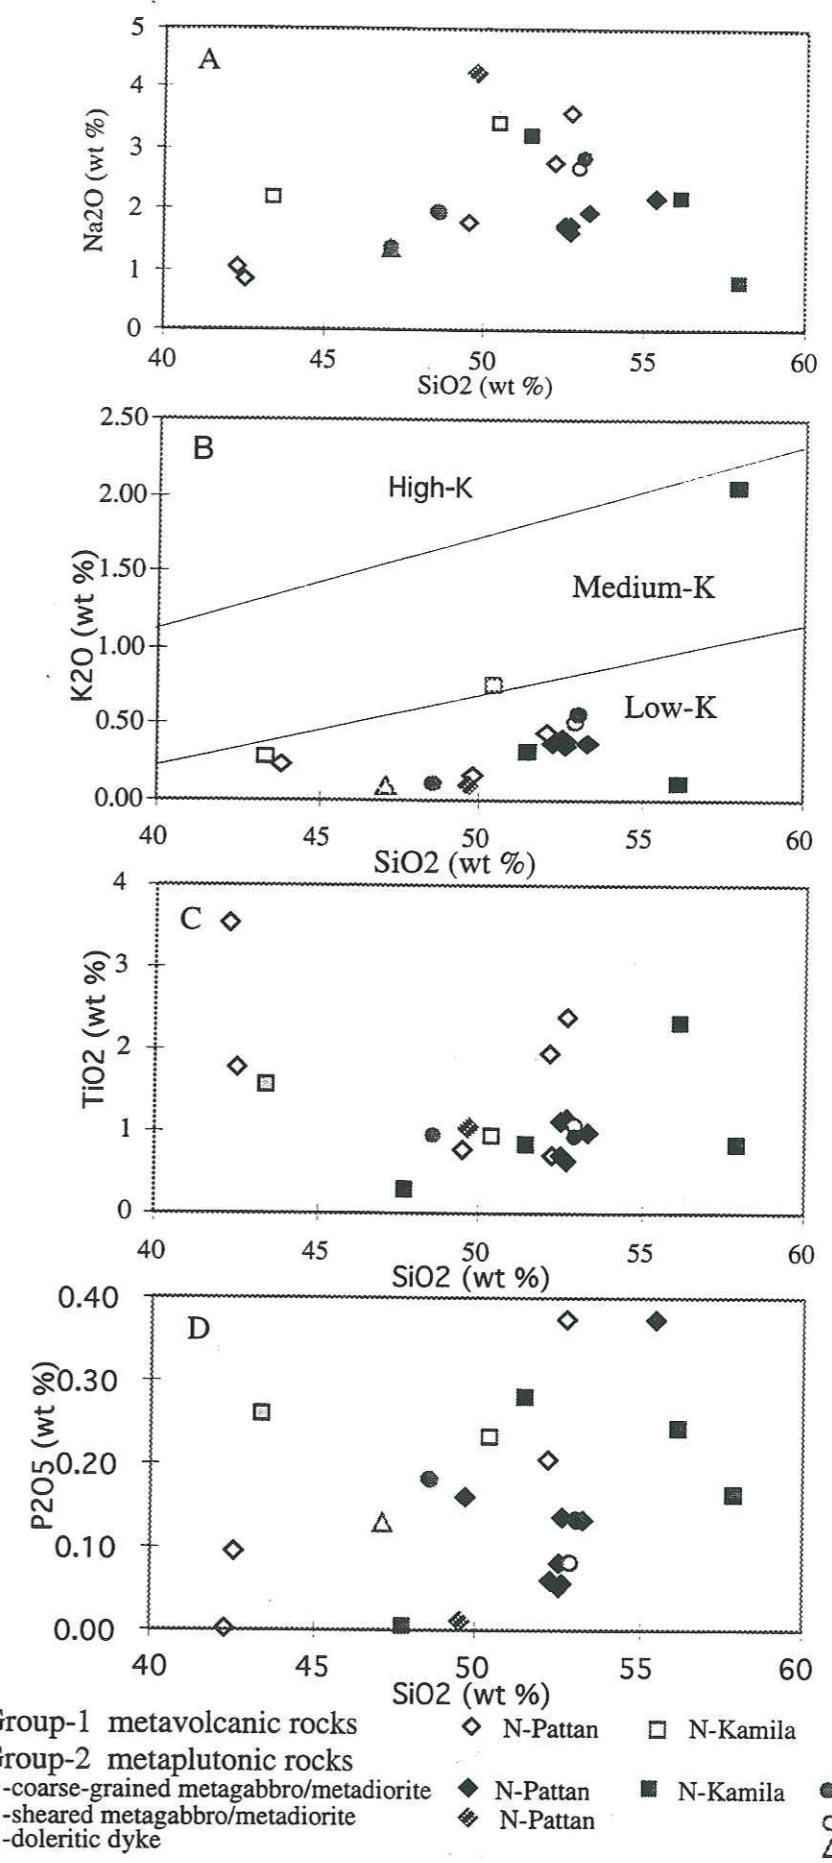 5
A
4
3
2
1
0
Na2O (wt %)
40 45 50 55 60
SiO2 (wt %)
2.50
B
High-K
2.00
1.50
Medium-K
1.00
Low-K
0.50
0.00
K2O (wt %)
40 45 50 55 60
SiO2 (wt %)
4
C
3
2
1
0
TiO2 (wt %)
40 45 50 55 60
SiO2 (wt %)
0.40
D
0.30
0.20
0.10
0.00
P2O5 (wt %)
40 45 50 55 60
SiO2 (wt %)
Group-1 metavolcanic rocks N-Pattan N-Kamila
Group-2 metaplutonic rocks
-coarse-grained metagabbro/metadiorite N-Pattan N-Kamila
-sheared metagabbro/metadiorite N-Pattan
-doleritic dyke